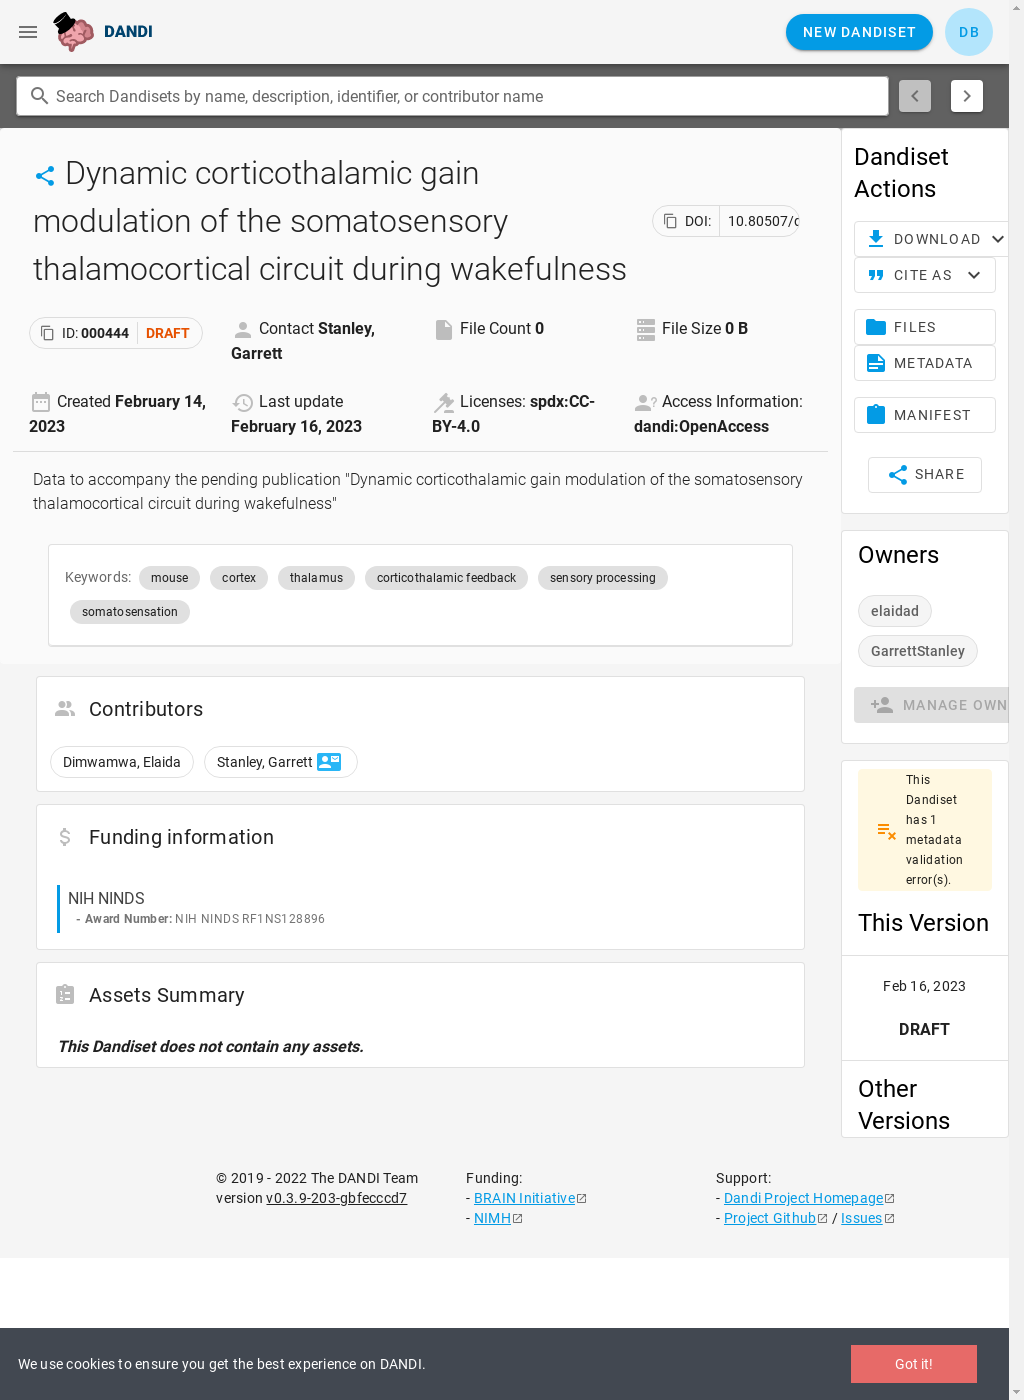 DANDI
NEW DANDISET
DB
Search Dandisets by name, description, identifier, or contributor name
Dynamic corticothalamic gain
modulation of the somatosensory
thalamocortical circuit during wakefulness
DOI: 10.80507/
ID: 000444 DRAFT
Contact Stanley,
Garrett
File Count 0
File Size 0 B
Created February 14,
2023
Last update
February 16, 2023
Licenses: spdx:CC-
BY-4.0
Access Information:
dandi:OpenAccess
Data to accompany the pending publication "Dynamic corticothalamic gain modulation of the somatosensory
thalamocortical circuit during wakefulness"
Keywords: mouse cortex thalamus corticothalamic feedback sensory processing
somatosensation
Contributors
Dimwamwa, Elaida Stanley, Garrett
Funding information
NIH NINDS
- Award Number: NIH NINDS RF1NS128896
Assets Summary
This Dandiset does not contain any assets.
Dandiset
Actions
DOWNLOAD
CITE AS
FILES
METADATA
MANIFEST
SHARE
Owners
elaidad
GarrettStanley
MANAGE OWN
This
Dandiset
has 1
metadata
validation
error(s).
This Version
Feb 16, 2023
DRAFT
Other
Versions
© 2019 - 2022 The DANDI Team
version v0.3.9-203-gbfecccd7
Funding:
- BRAIN Initiative
- NIMH
Support:
- Dandi Project Homepage
- Project Github / Issues
We use cookies to ensure you get the best experience on DANDI.
Got it!